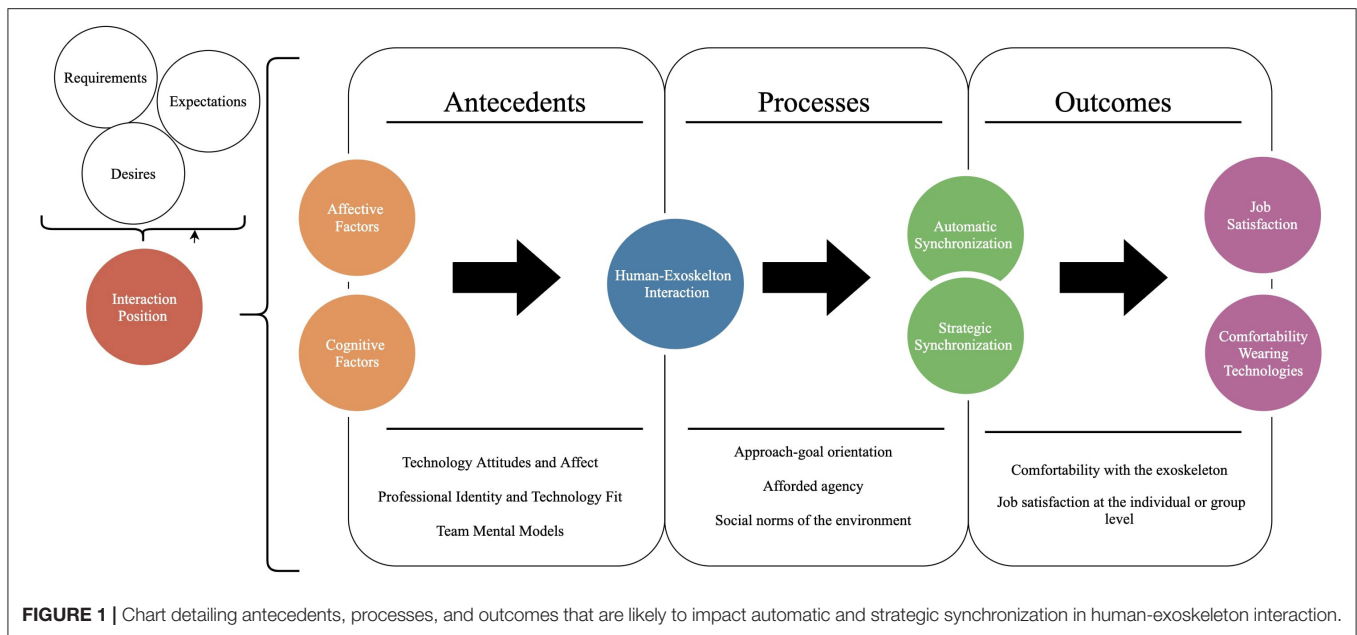 Requirements
Expectations
Desires
Interaction
Position
Antecedents
Processes
Outcomes
Affective
Factors
Cognitive
Factors
Human-Exoskelton
Interaction
Automatic
Synchronization
Strategic
Synchronization
Job
Satisfaction
Comfortability
Wearing
Technologies
Technology Attitudes and Affect
Professional Identity and Technology Fit
Team Mental Models
Approach-goal orientation
Afforded agency
Social norms of the environment
Comfortability with the exoskeleton
Job satisfaction at the individual or group
level
FIGURE 1 | Chart detailing antecedents, processes, and outcomes that are likely to impact automatic and strategic synchronization in human-exoskeleton interaction.